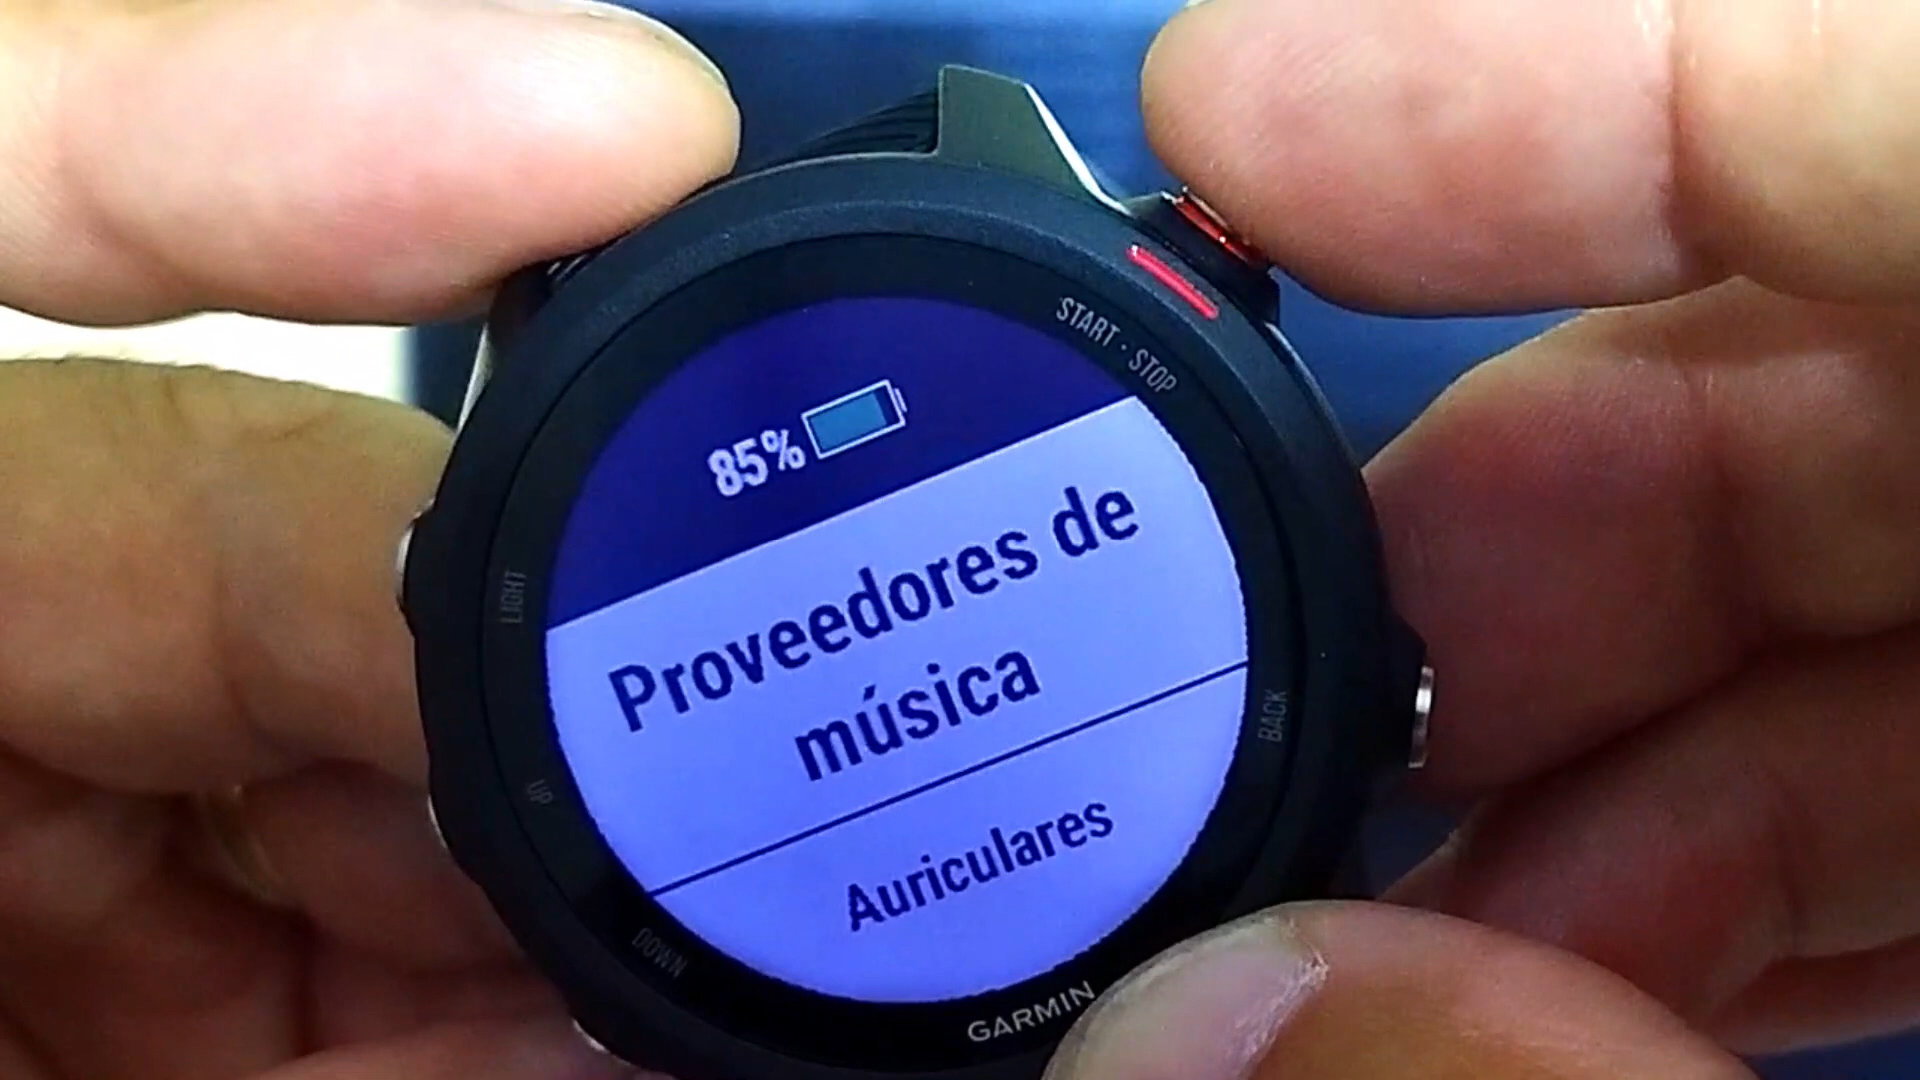 START · STOP
85%
Proveedores de
música
Auriculares
LIGHT
UP
DOWN
BACK
GARMIN